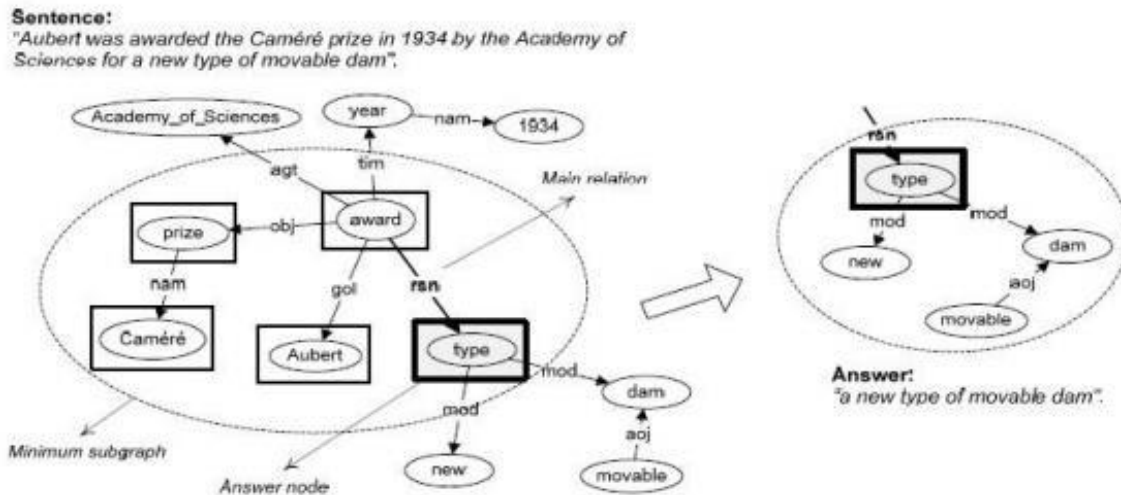 Sentence:
"Aubert was awarded the Caméré prize in 1934 by the Academy of
Sciences for a new type of movable dam".
Academy_of_Sciences
year
nam
1934
agt
tim
Main relation
prize
obj
award
nam
gol
rsn
Caméré
Aubert
type
mod
mod
dam
aoj
Minimum subgraph
Answer node
new
movable
rsn
type
mod
mod
new
dam
aoj
movable
Answer:
"a new type of movable dam".